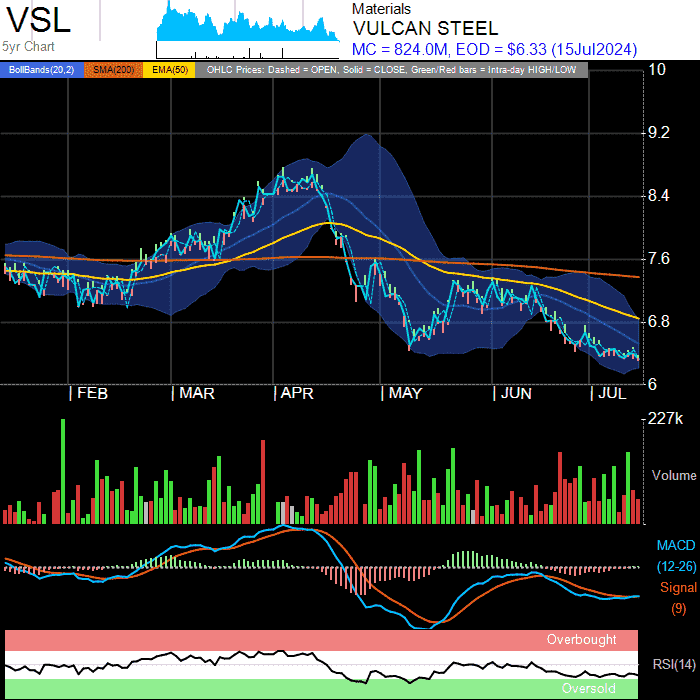 VSL
5yr Chart
Materials
VULCAN STEEL
MC = 824.0M, EOD = $6.33 (15Jul2024)
BollBands(20,2) SMA(200) EMA(50) OHLC Prices: Dashed = OPEN, Solid = CLOSE, Green/Red bars = Intra-day HIGH/LOW
10
9.2
8.4
7.6
6.8
6
| FEB | MAR | APR | MAY | JUN | JUL
227k
Volume
MACD
(12-26)
Signal
(9)
Overbought
RSI(14)
Oversold